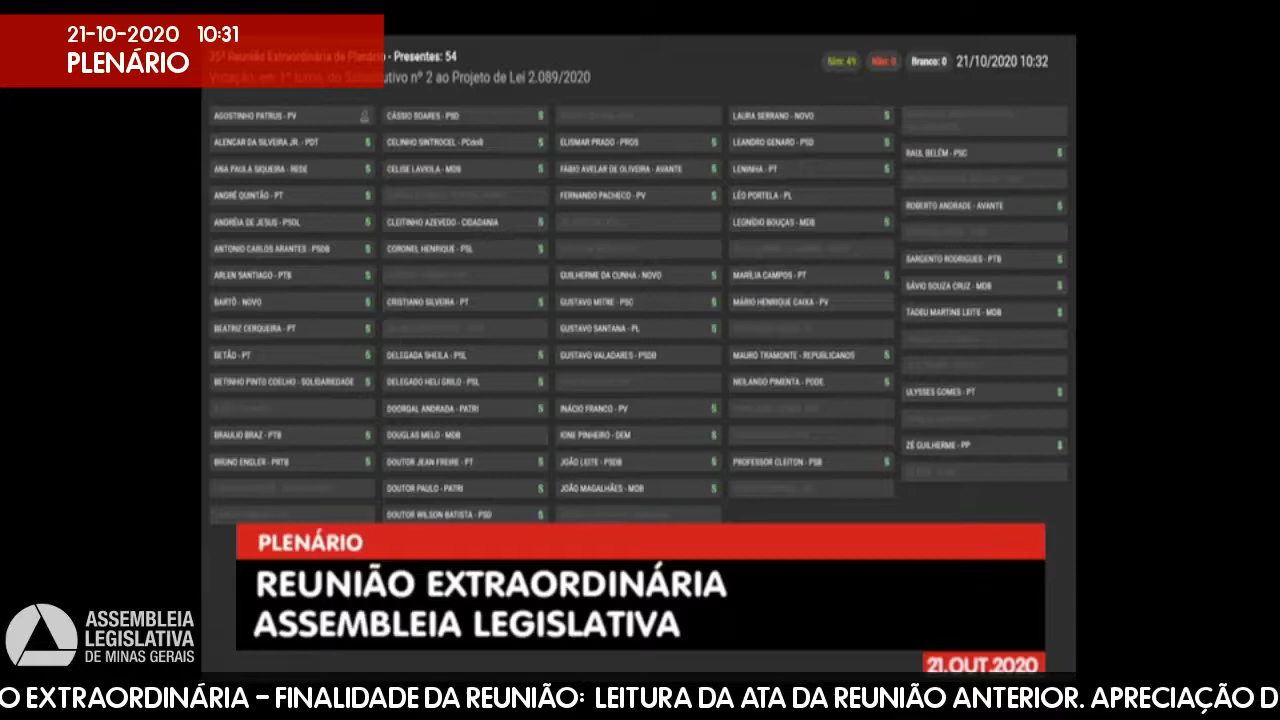 21-10-2020 10:31
PLENÁRIO
35ª Reunião Extraordinária de Plenário - Presentes: 54
Votação, em 1º turno, do Substitutivo nº 2 ao Projeto de Lei 2.089/2020
Sim: 49 Não: 0 Branco: 0 21/10/2020 10:32
AGOSTINHO PATRUS - PV
ALENCAR DA SILVEIRA JR. - PDT S
ANA PAULA SIQUEIRA - REDE S
ANDRÉ QUINTÃO - PT S
ANDRÉIA DE JESUS - PSOL S
ANTONIO CARLOS ARANTES - PSDB S
ARLEN SANTIAGO - PTB S
BARTÔ - NOVO S
BEATRIZ CERQUEIRA - PT S
BETÃO - PT S
BETINHO PINTO COELHO - SOLIDARIEDADE S
BRAULIO BRAZ - PTB S
BRUNO ENGLER - PRTB S
CÁSSIO SOARES - PSD S
CELINHO SINTROCEL - PCdoB S
CELISE LAVIOLA - MDB S
CLEITINHO AZEVEDO - CIDADANIA S
CORONEL HENRIQUE - PSL S
CRISTIANO SILVEIRA - PT S
DELEGADA SHEILA - PSL S
DELEGADO HELI GRILO - PSL S
DOORGAL ANDRADA - PATRI S
DOUGLAS MELO - MDB S
DOUTOR JEAN FREIRE - PT S
DOUTOR PAULO - PATRI S
DOUTOR WILSON BATISTA - PSD S
ELISMAR PRADO - PROS S
FÁBIO AVELAR DE OLIVEIRA - AVANTE S
FERNANDO PACHECO - PV S
GUILHERME DA CUNHA - NOVO S
GUSTAVO MITRE - PSC S
GUSTAVO SANTANA - PL S
GUSTAVO VALADARES - PSDB
INÁCIO FRANCO - PV S
IONE PINHEIRO - DEM S
JOÃO LEITE - PSDB S
JOÃO MAGALHÃES - MDB S
LAURA SERRANO - NOVO S
LEANDRO GENARO - PSD S
LENINHA - PT S
LÉO PORTELA - PL
LEONÍDIO BOUÇAS - MDB S
MARÍLIA CAMPOS - PT S
MÁRIO HENRIQUE CAIXA - PV
MAURO TRAMONTE - REPUBLICANOS S
NEILANDO PIMENTA - PODE S
PROFESSOR CLEITON - PSB S
RAUL BELÉM - PSC S
ROBERTO ANDRADE - AVANTE S
SARGENTO RODRIGUES - PTB S
SÁVIO SOUZA CRUZ - MDB S
TADEU MARTINS LEITE - MDB S
ULYSSES GOMES - PT S
ZÉ GUILHERME - PP S
PLENÁRIO
REUNIÃO EXTRAORDINÁRIA
ASSEMBLEIA LEGISLATIVA
ASSEMBLEIA
LEGISLATIVA
DE MINAS GERAIS
21.OUT.2020
O EXTRAORDINÁRIA – FINALIDADE DA REUNIÃO: LEITURA DA ATA DA REUNIÃO ANTERIOR. APRECIAÇÃO D